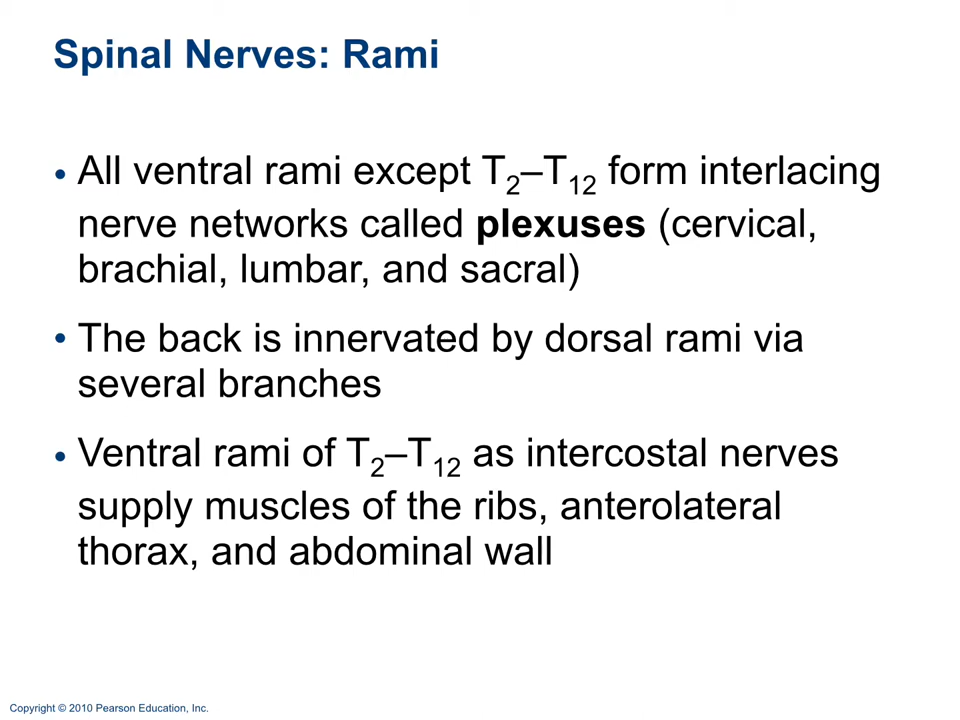 Spinal Nerves: Rami
• All ventral rami except T₂–T₁₂ form interlacing
nerve networks called plexuses (cervical,
brachial, lumbar, and sacral)
• The back is innervated by dorsal rami via
several branches
• Ventral rami of T₂–T₁₂ as intercostal nerves
supply muscles of the ribs, anterolateral
thorax, and abdominal wall
Copyright © 2010 Pearson Education, Inc.